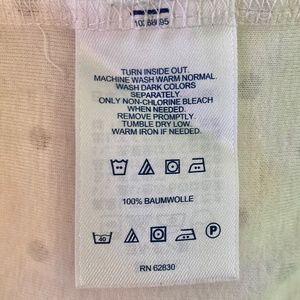 TURN INSIDE OUT.
MACHINE WASH WARM NORMAL.
WASH DARK COLORS
SEPARATELY.
ONLY NON-CHLORINE BLEACH
WHEN NEEDED.
REMOVE PROMPTLY.
TUMBLE DRY LOW.
WARM IRON IF NEEDED.
100% BAUMWOLLE
40 P
RN 62830